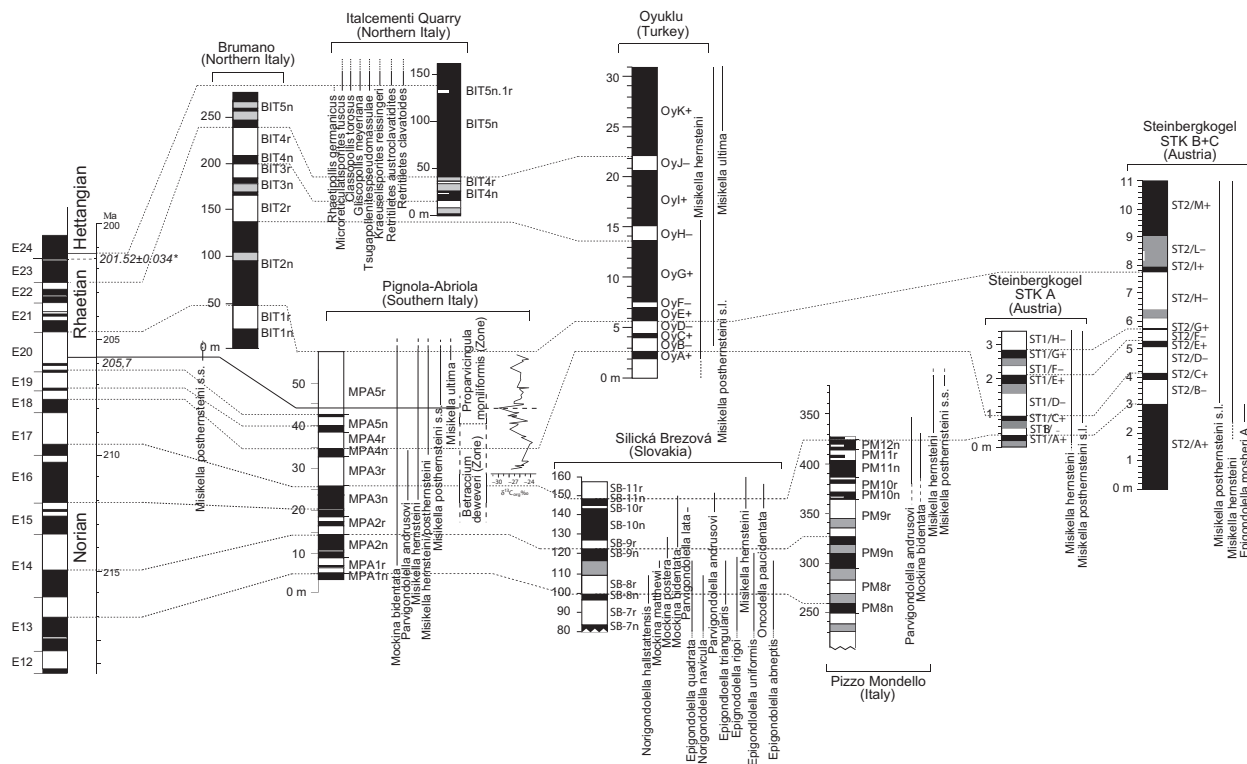 Italcementi Quarry
(Northern Italy)
Brumano
(Northern Italy)
Oyuklu
(Turkey)
Steinbergkogel
STK B+C
(Austria)
Steinbergkogel
STK A
(Austria)
Pignola-Abriola
(Southern Italy)
Silická Brezová
(Slovakia)
Pizzo Mondello
(Italy)
Hettangian
Rhaetian
Norian
Ma
200
201.52±0.034*
205
205,7
210
215
E24
E23
E22
E21
E20
E19
E18
E17
E16
E15
E14
E13
E12
Misikella posthernsteini s.s.
250
200
150
100
50
0 m
BIT5n
BIT4r
BIT4n
BIT3r
BIT3n
BIT2r
BIT2n
BIT1r
BIT1n
Rhaetipollis germanicus
Microreticulatisporites fuscus
Classopollis torosus
Gliscopollis meyeriana
Tsugapollenites pseudomassulae
Kraeuselisporites reissingeri
Retritriletes austroclavatidites
Retritriletes clavatoides
150
100
50
0 m
BIT5n.1r
BIT5n
BIT4r
BIT4n
50
40
30
20
10
0 m
MPA5r
MPA5n
MPA4r
MPA4n
MPA3r
MPA3n
MPA2r
MPA2n
MPA1r
MPA1n
Mockina bidentata
Parvigondolella andrusovi
Misikella hernsteini
Misikella hernsteini/posthernsteini
Misikella posthernsteini s.s.
Misikella ultima
Betraccium
deweveri (Zone)
Proparvicingula
moniliformis (Zone)
-30 -27 -24
δ¹³Corg‰
30
25
20
15
10
5
0 m
OyK+
OyJ–
OyI+
OyH–
OyG+
OyF–
OyE+
OyD–
OyC+
OyB–
OyA+
Misikella hernsteini
Misikella ultima
Misikella posthernsteini s.l.
160
150
140
130
120
110
100
90
80
SB-11r
SB-11n
SB-10r
SB-10n
SB-9r
SB-9n
SB-8r
SB-8n
SB-7r
SB-7n
Norigondolella hallstattensis
Mockina matthewi
Mockina postera
Mockina bidentata
Parvigondolella lata
Epigondolella quadrata
Norigondolella navicula
Parvigondolella andrusovi
Epigondloella triangularis
Epignodolella rigoi
Misikella hernsteini
Epigondlolella uniformis
Oncodella paucidentata
Epigondolella abneptis
350
400
350
300
250
PM12n
PM11r
PM11n
PM10r
PM10n
PM9r
PM9n
PM8r
PM8n
Parvigondolella andrusovi
Mockina bidentata
Misikella hernsteini
Misikella posthernsteini s.s.
3
2
1
0 m
ST1/H–
ST1/G+
ST1/F–
ST1/E+
ST1/D–
ST1/C+
ST1/A+
Misikella hernsteini
Misikella posthernsteini s.l.
11
10
9
8
7
6
5
4
3
2
1
0 m
ST2/M+
ST2/L–
ST2/I+
ST2/H–
ST2/G+
ST2/F–
ST2/E+
ST2/D–
ST2/C+
ST2/B–
ST2/A+
Misikella posthernsteini s.l.
Misikella posthernsteini s.s.
Misikella hernsteini
Epigondolella mosheri A